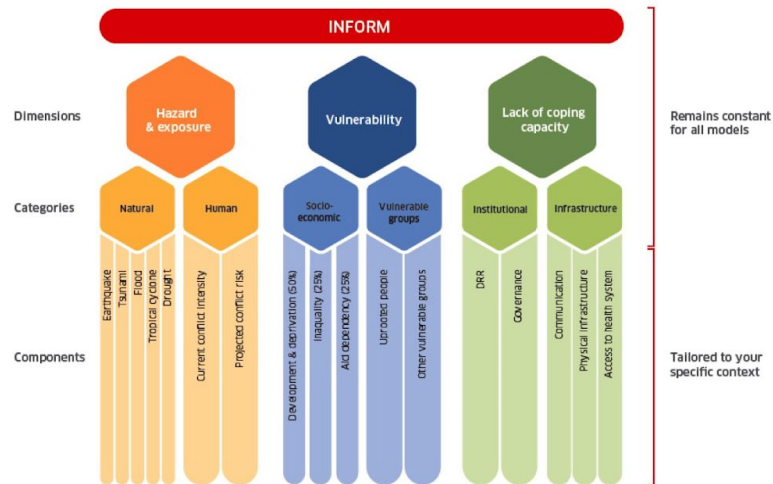 INFORM
Dimensions
Hazard
& exposure
Vulnerability
Lack of coping
capacity
Remains constant
for all models
Categories
Natural
Human
Socio-
economic
Vulnerable
groups
Institutional
Infrastructure
Components
Earthquake
Tsunami
Flood
Tropical cyclone
Drought
Current conflict intensity
Projected conflict risk
Development & deprivation (50%)
Inaquality (25%)
Aid dependency (25%)
Uprooted people
Other vulnerable groups
DRR
Governance
Communication
Physical infrastructure
Access to health system
Tailored to your
specific context